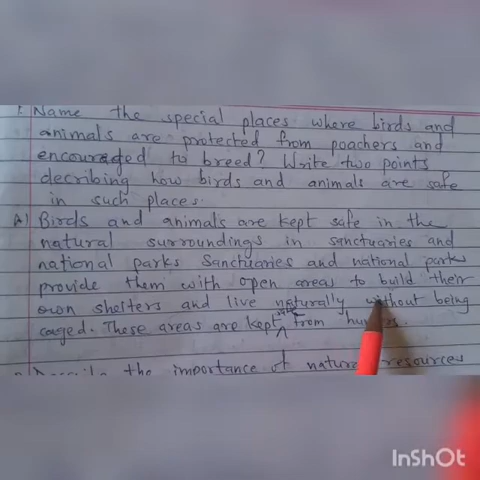 1. Name the special places where birds and
animals are protected from poachers and
encouraged to breed? Write two points
decribing how birds and animals are safe
in such places.
A) Birds and animals are kept safe in the
natural surroundings in sanctuaries and
national parks Sanctuaries and national parks
provide them with open areas to build their
own shelters and live naturally without being
caged. These areas are kept safe from hunters.
the importance of natural resources
InShOt